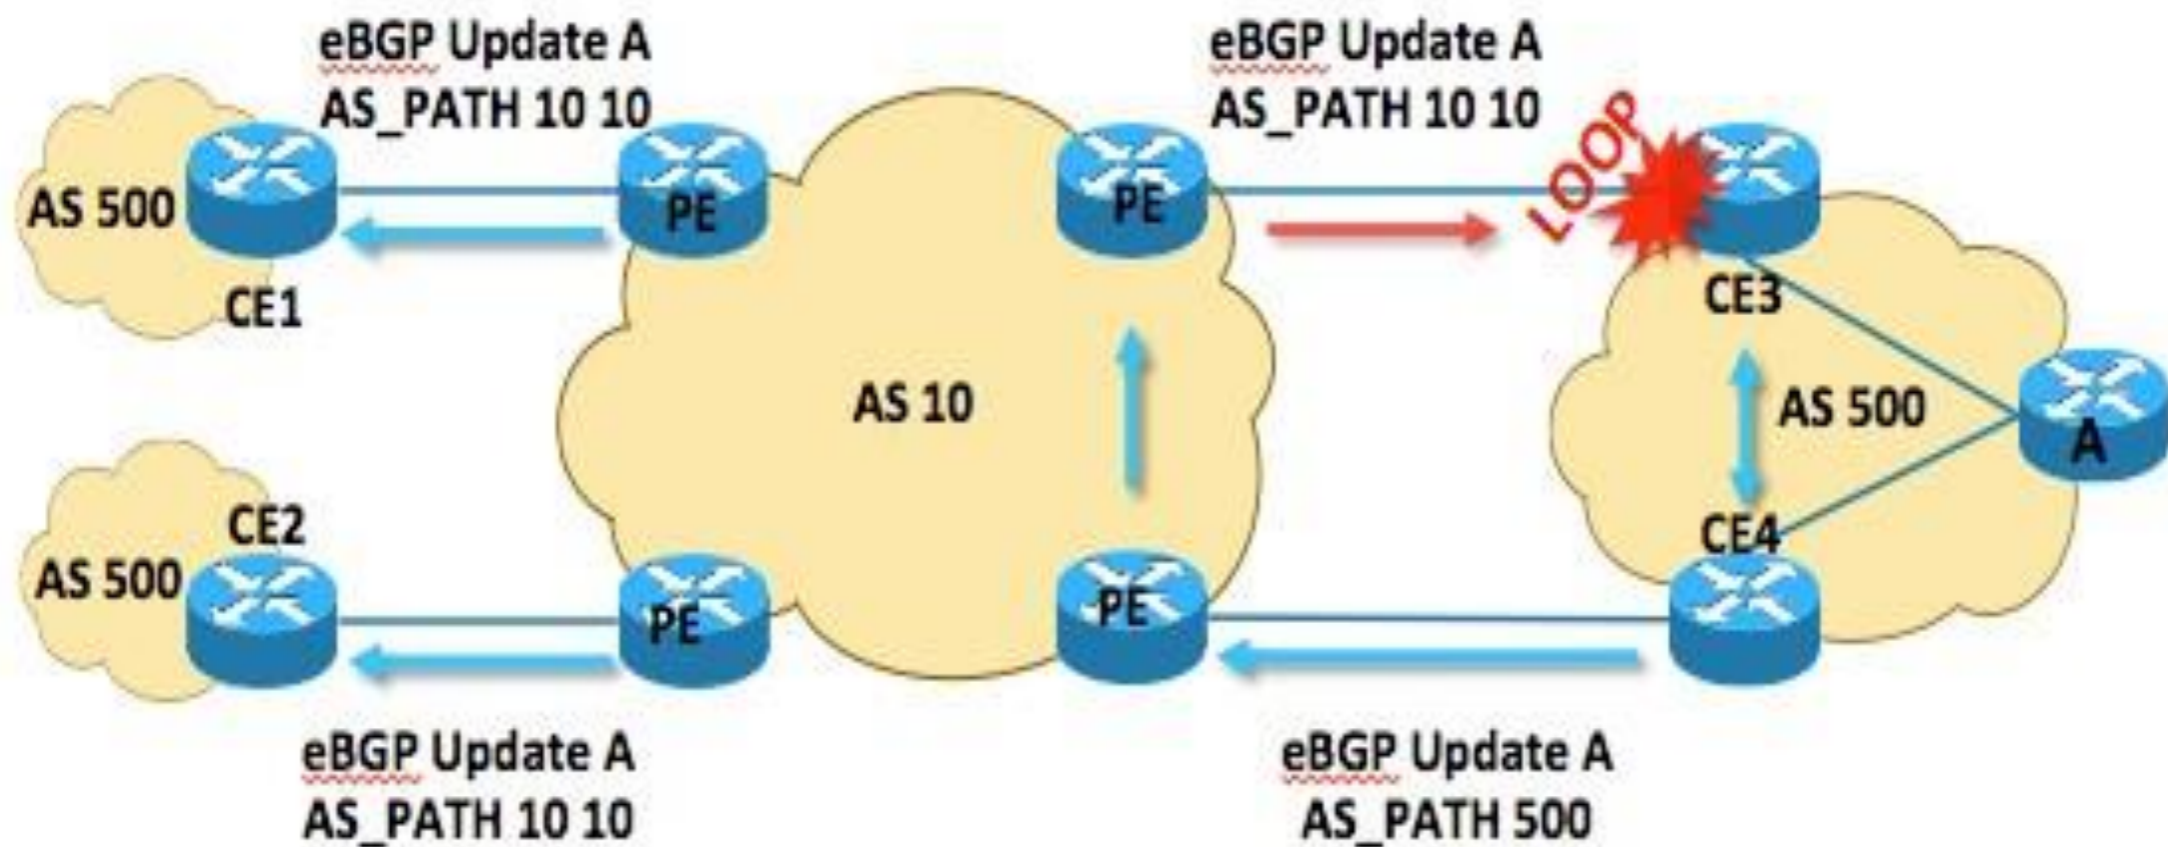 eBGP Update A
AS_PATH 10 10
eBGP Update A
AS_PATH 10 10
LOOP
AS 500
PE
PE
CE1
CE3
AS 10
AS 500
A
CE2
CE4
AS 500
PE
PE
eBGP Update A
AS_PATH 10 10
eBGP Update A
AS_PATH 500